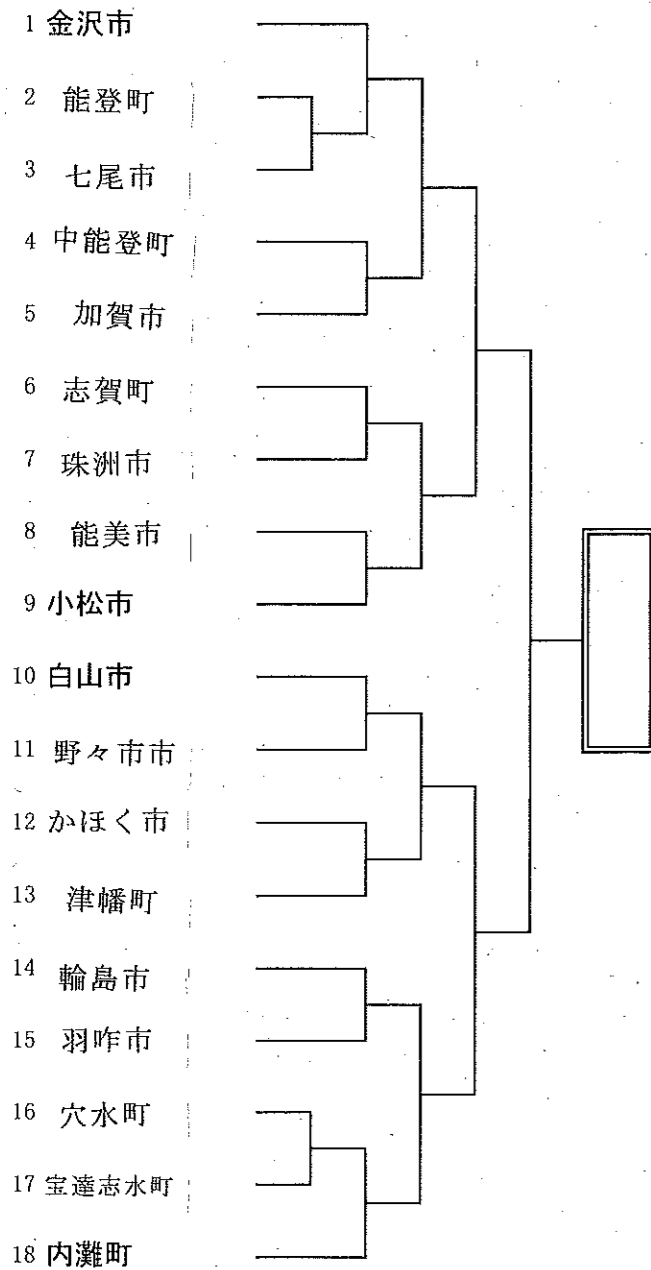 1 金沢市
2 能登町
3 七尾市
4 中能登町
5 加賀市
6 志賀町
7 珠洲市
8 能美市
9 小松市
10 白山市
11 野々市市
12 かほく市
13 津幡町
14 輪島市
15 羽咋市
16 穴水町
17 宝達志水町
18 内灘町